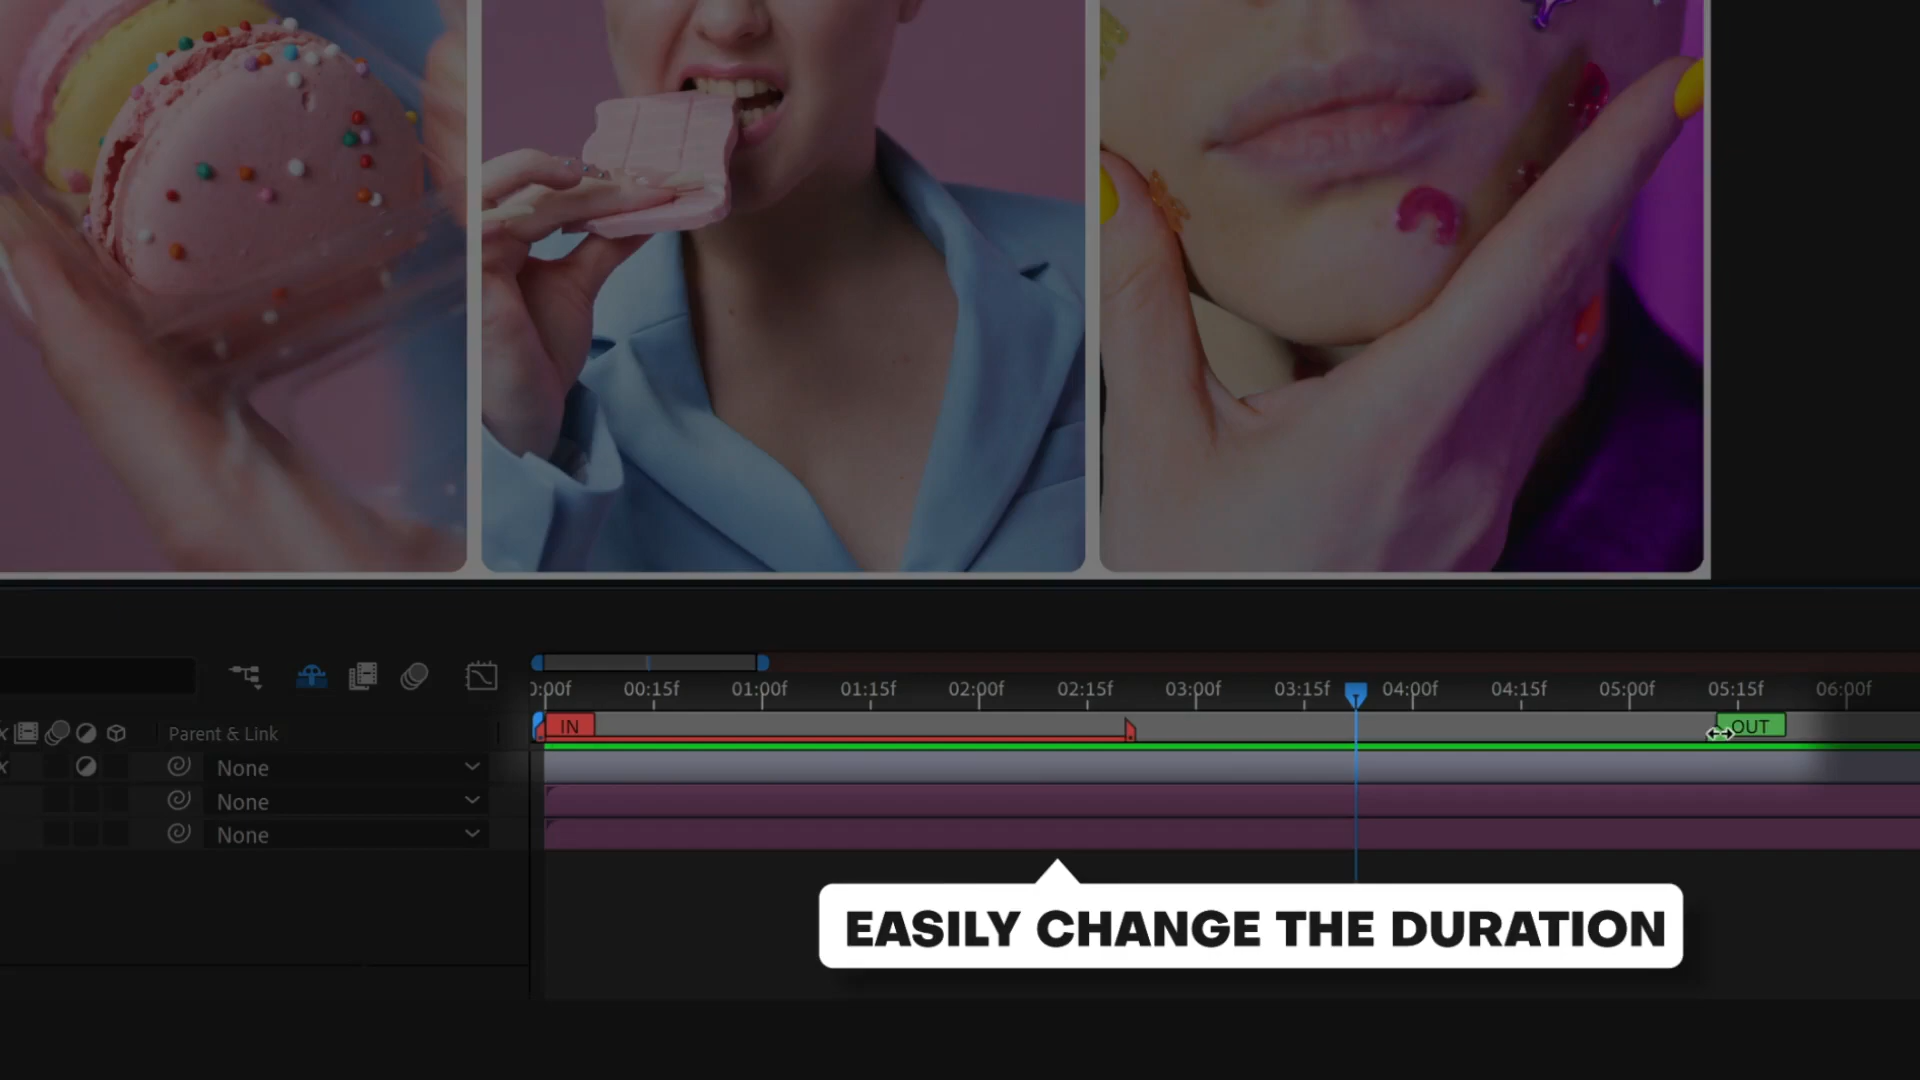 0:00f 00:15f 01:00f 01:15f 02:00f 02:15f 03:00f 03:15f 04:00f 04:15f 05:00f 05:15f 06:00f
IN OUT
Parent & Link
None
None
None
EASILY CHANGE THE DURATION